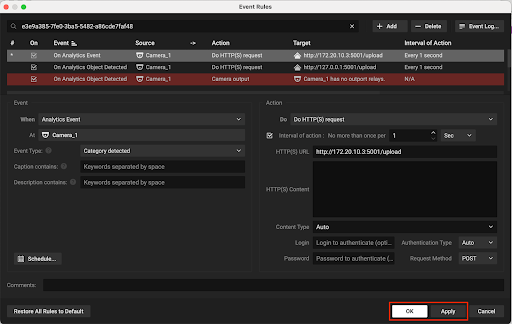 Event Rules
e3e9a385-7fe0-3ba5-5482-a86cde7faf48
+ Add
— Delete
Event Log...
# On Event Source -> Action Target Interval of Action
* On Analytics Event Camera_1 Do HTTP(S) request http://172.20.10.3:5001/upload Every 1 second
On Analytics Object Detected Camera_1 Do HTTP(S) request http://127.0.0.1:5001/upload Every 1 second
On Analytics Object Detected Camera_1 Camera output Camera_1 has no output relays. N/A
Event
When Analytics Event
At Camera_1
Event Type: Category detected
Caption contains: Keywords separated by space
Description contains: Keywords separated by space
Schedule...
Action
Do Do HTTP(S) request
Interval of action : No more than once per 1 Sec
HTTP(S) URL http://172.20.10.3:5001/upload
HTTP(S) Content
Content Type Auto
Login Login to authenticate (opti... Authentication Type Auto
Password Password to authenticate (... Request Method POST
Comments:
Restore All Rules to Default
OK
Apply
Cancel